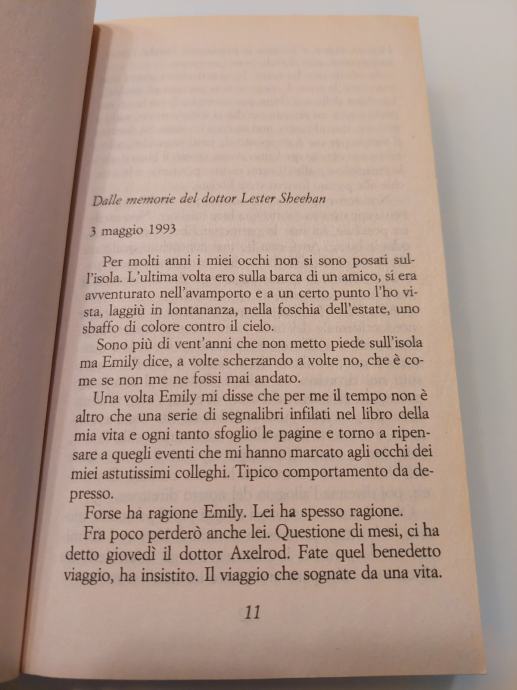 Dalle memorie del dottor Lester Sheehan
3 maggio 1993
Per molti anni i miei occhi non si sono posati sul-
l'isola. L'ultima volta ero sulla barca di un amico, si era
avventurato nell'avamporto e a un certo punto l'ho vi-
sta, laggiù in lontananza, nella foschia dell'estate, uno
sbaffo di colore contro il cielo.
Sono più di vent'anni che non metto piede sull'isola
ma Emily dice, a volte scherzando a volte no, che è co-
me se non me ne fossi mai andato.
Una volta Emily mi disse che per me il tempo non è
altro che una serie di segnalibri infilati nel libro della
mia vita e ogni tanto sfoglio le pagine e torno a ripen-
sare a quegli eventi che mi hanno marcato agli occhi dei
miei astutissimi colleghi. Tipico comportamento da de-
presso.
Forse ha ragione Emily. Lei ha spesso ragione.
Fra poco perderò anche lei. Questione di mesi, ci ha
detto giovedì il dottor Axelrod. Fate quel benedetto
viaggio, ha insistito. Il viaggio che sognate da una vita.
11